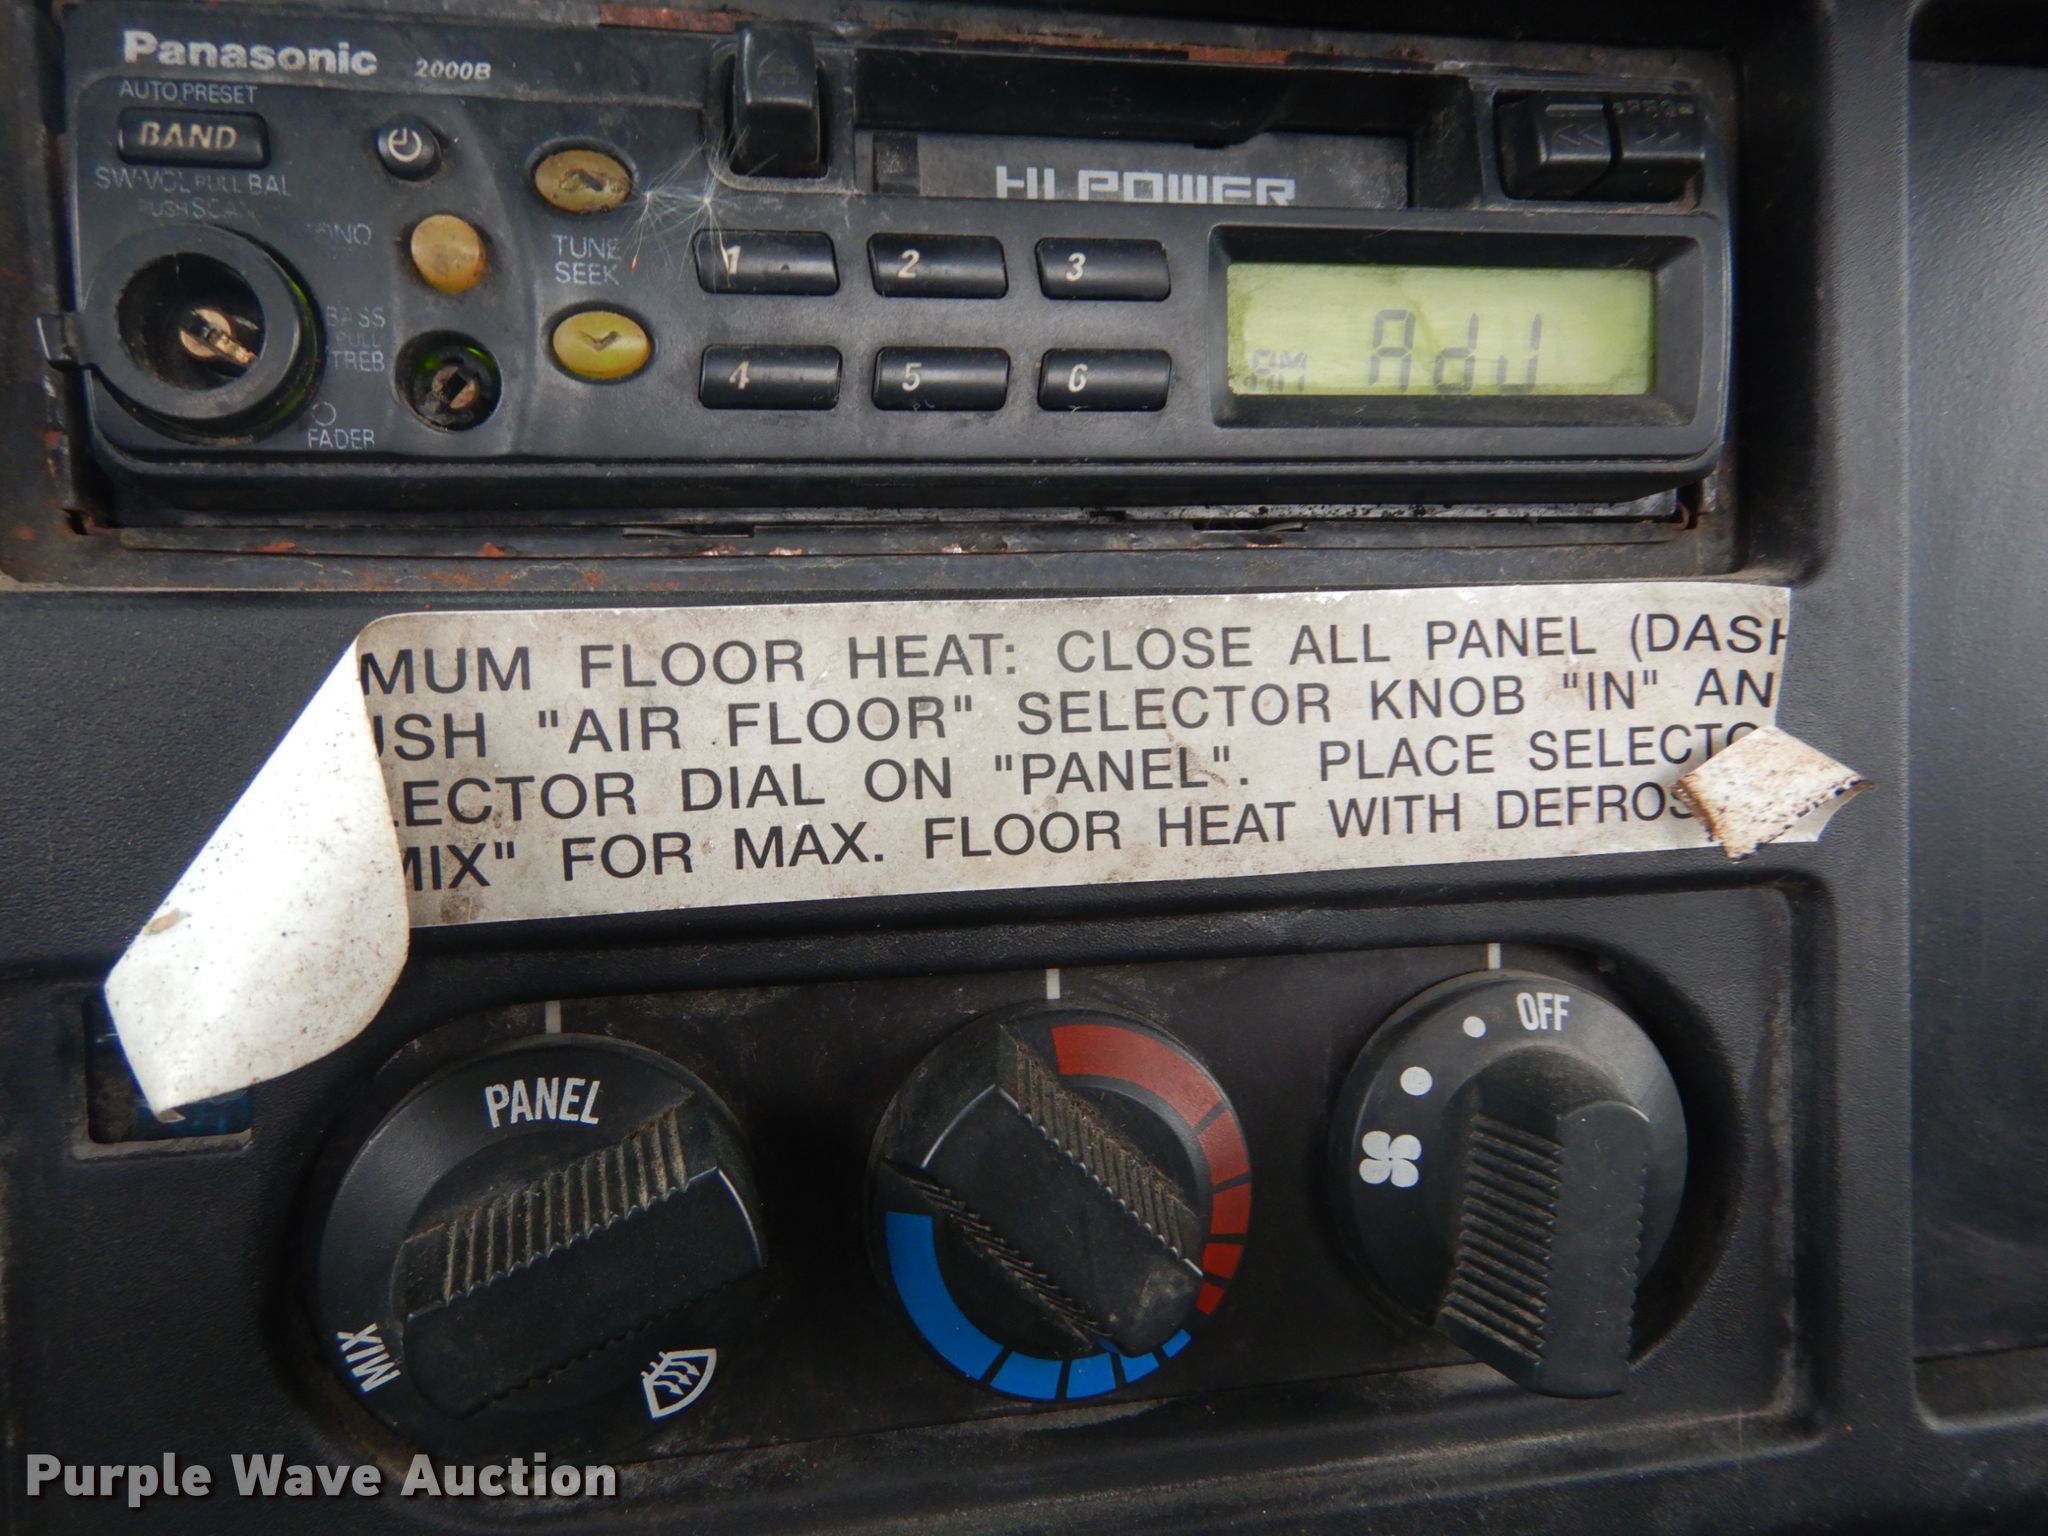 Panasonic 2000B
AUTO PRESET
BAND
SW·VOL PULL BAL
PUSH SCAN
TUNE
SEEK
BASS
PULL
TREB
FADER
HI POWER
1 2 3
4 5 6
AM AdJ
MUM FLOOR HEAT: CLOSE ALL PANEL (DASH
USH "AIR FLOOR" SELECTOR KNOB "IN" AN
LECTOR DIAL ON "PANEL". PLACE SELECTO
MIX" FOR MAX. FLOOR HEAT WITH DEFROS
PANEL
MIX
OFF
Purple Wave Auction